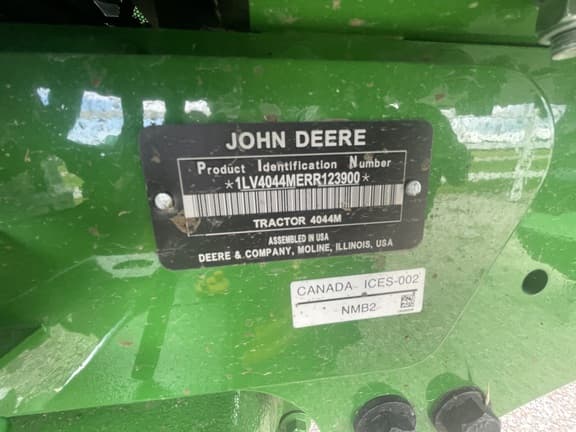 JOHN DEERE
Product Identification Number
*1LV4044MERR123900*
TRACTOR 4044M
ASSEMBLED IN USA
DEERE & COMPANY, MOLINE, ILLINOIS, USA
CANADA- ICES-002
NMB2